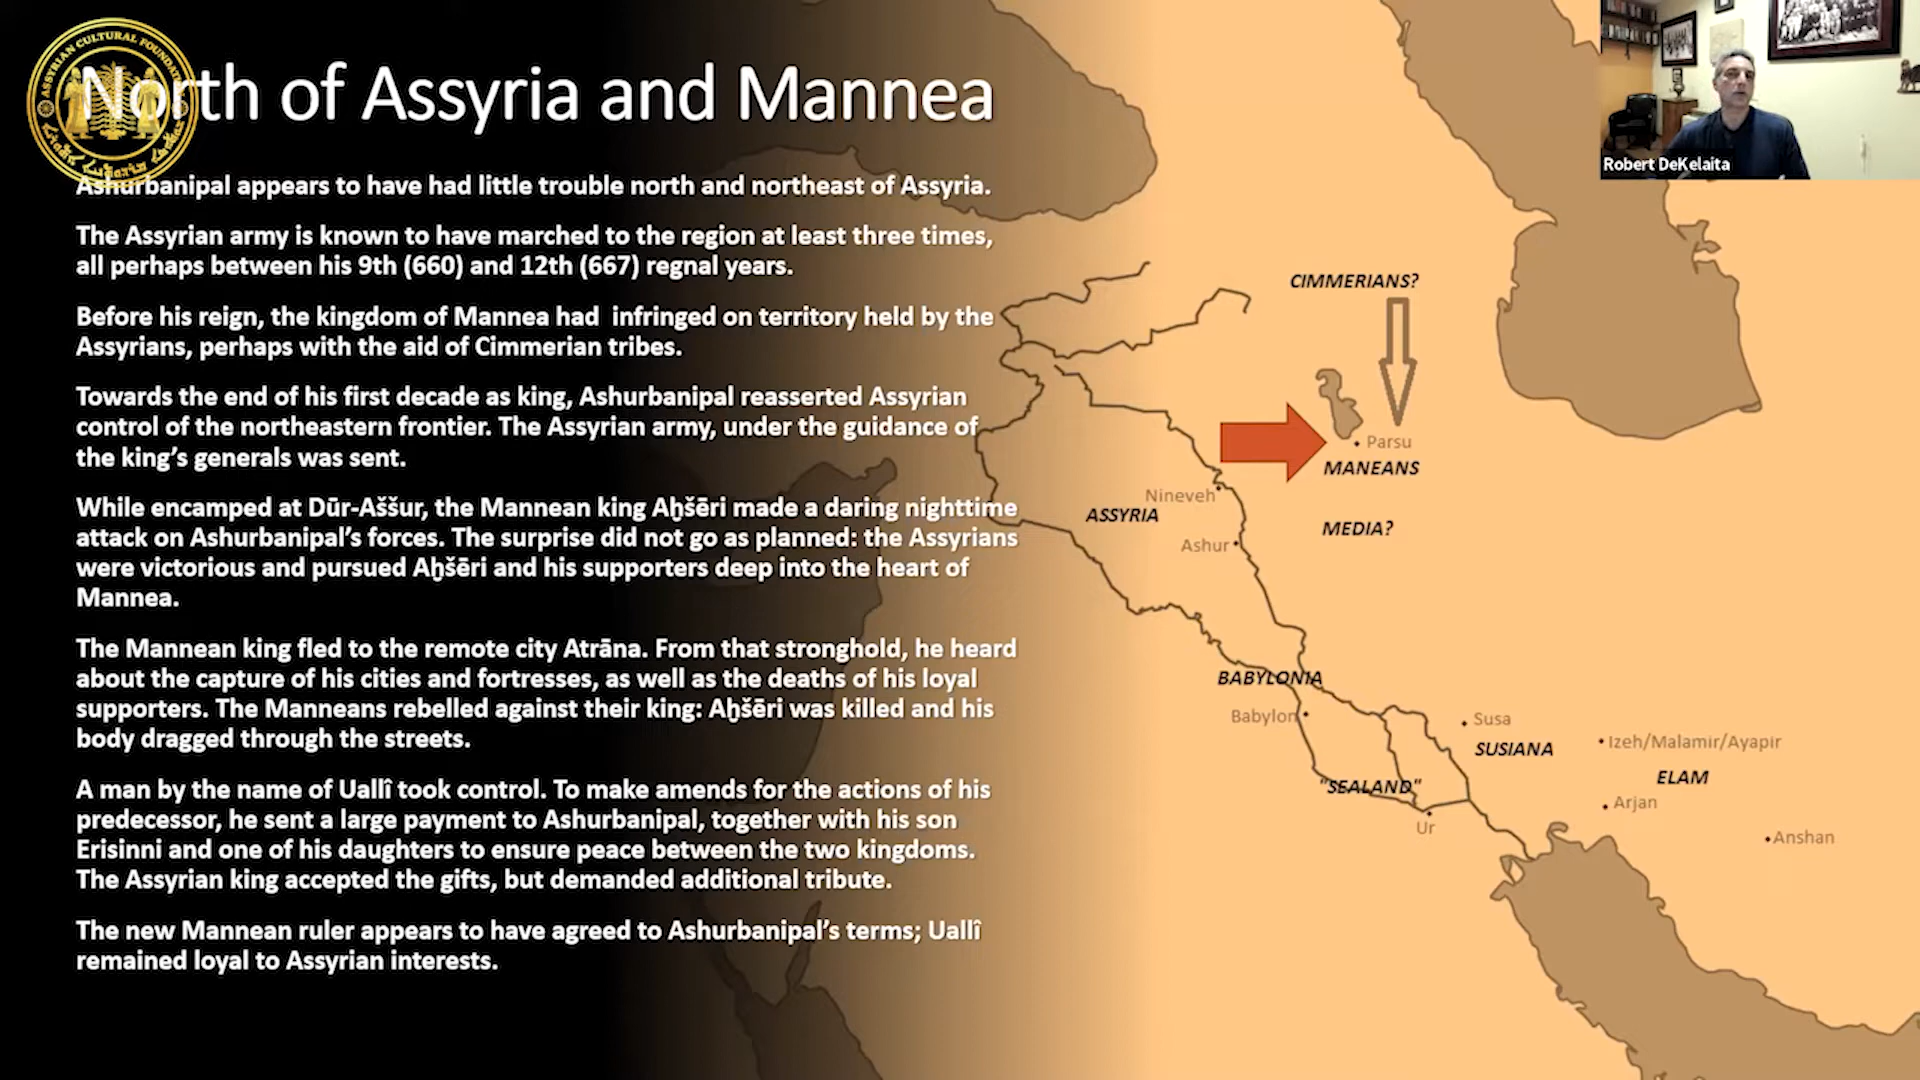 ASSYRIAN CULTURAL FOUNDATION
North of Assyria and Mannea
Ashurbanipal appears to have had little trouble north and northeast of Assyria.
The Assyrian army is known to have marched to the region at least three times,
all perhaps between his 9th (660) and 12th (667) regnal years.
Before his reign, the kingdom of Mannea had infringed on territory held by the
Assyrians, perhaps with the aid of Cimmerian tribes.
Towards the end of his first decade as king, Ashurbanipal reasserted Assyrian
control of the northeastern frontier. The Assyrian army, under the guidance of
the king’s generals was sent.
While encamped at Dūr-Aššur, the Mannean king Aḫšēri made a daring nighttime
attack on Ashurbanipal’s forces. The surprise did not go as planned: the Assyrians
were victorious and pursued Aḫšēri and his supporters deep into the heart of
Mannea.
The Mannean king fled to the remote city Atrāna. From that stronghold, he heard
about the capture of his cities and fortresses, as well as the deaths of his loyal
supporters. The Manneans rebelled against their king: Aḫšēri was killed and his
body dragged through the streets.
A man by the name of Uallî took control. To make amends for the actions of his
predecessor, he sent a large payment to Ashurbanipal, together with his son
Erisinni and one of his daughters to ensure peace between the two kingdoms.
The Assyrian king accepted the gifts, but demanded additional tribute.
The new Mannean ruler appears to have agreed to Ashurbanipal’s terms; Uallî
remained loyal to Assyrian interests.
Robert DeKelaita
CIMMERIANS?
Parsu
MANEANS
Nineveh
ASSYRIA
MEDIA?
Ashur
BABYLONIA
Babylon
Susa
SUSIANA
Izeh/Malamir/Ayapir
ELAM
"SEALAND"
Arjan
Ur
Anshan